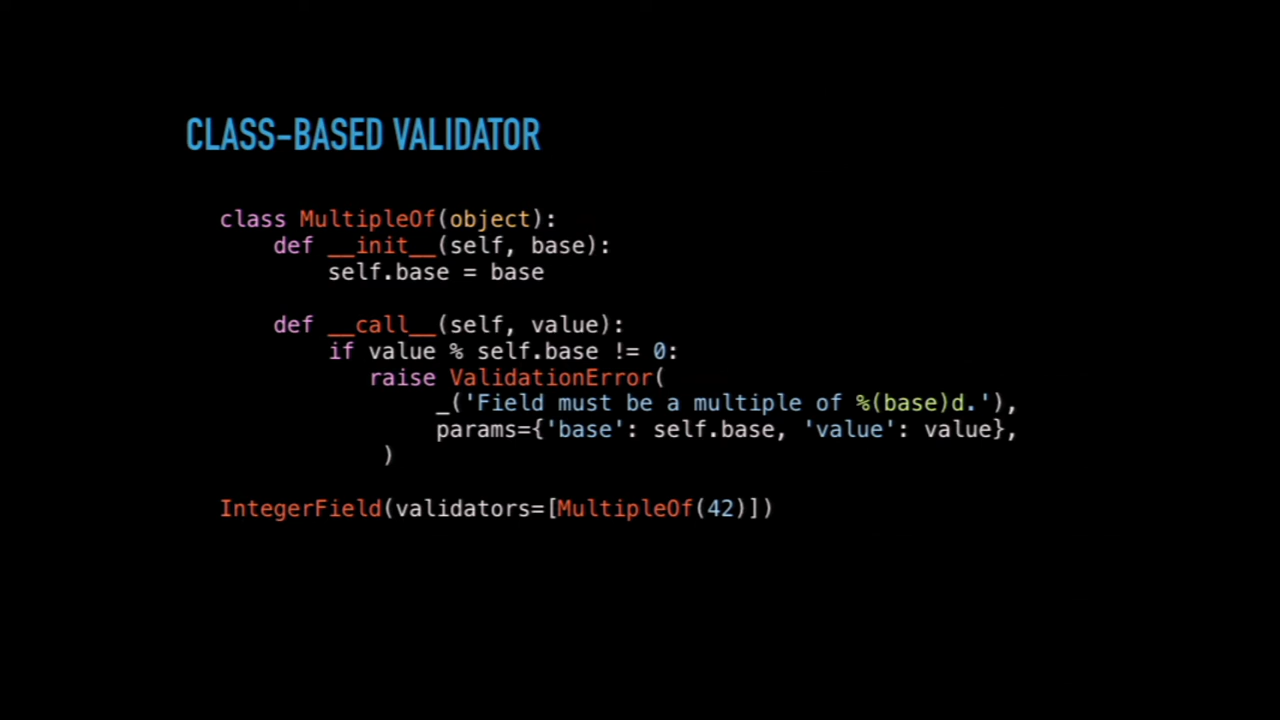 CLASS-BASED VALIDATOR
class MultipleOf(object):
    def __init__(self, base):
        self.base = base
    def __call__(self, value):
        if value % self.base != 0:
           raise ValidationError(
                _('Field must be a multiple of %(base)d.'),
                params={'base': self.base, 'value': value},
            )
IntegerField(validators=[MultipleOf(42)])